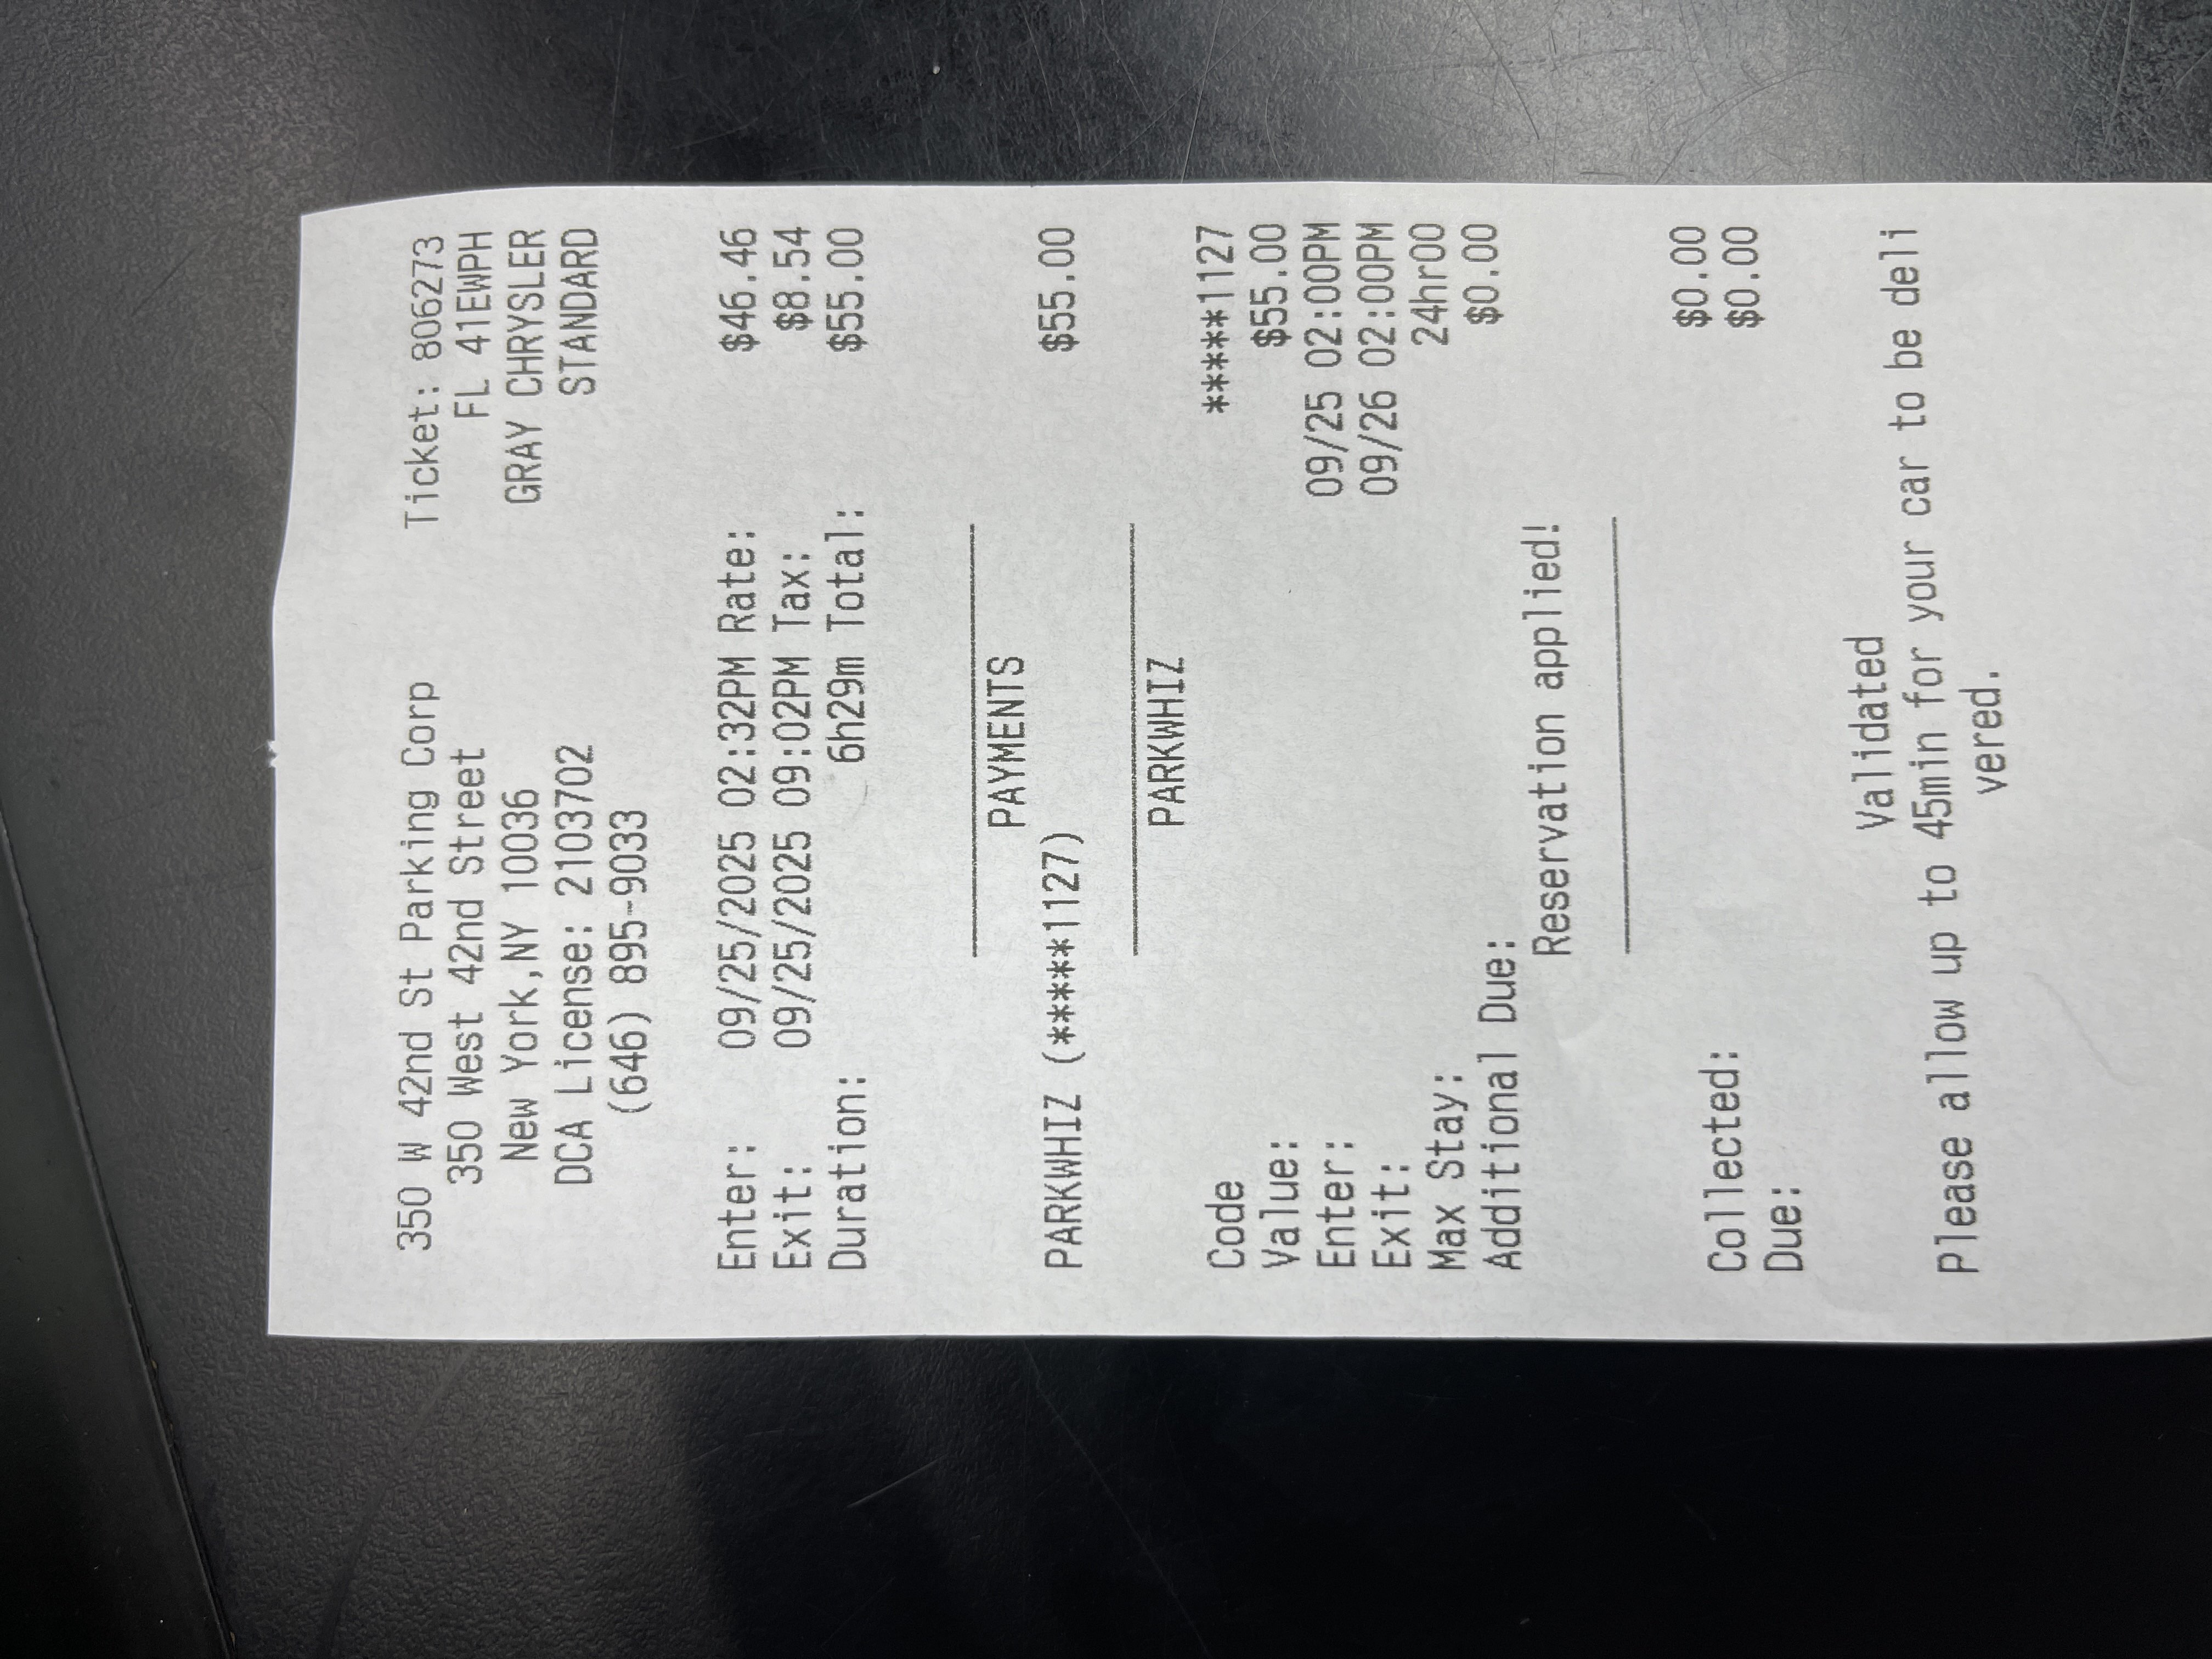 350 W 42nd St Parking Corp Ticket: 806273
350 West 42nd Street FL 41EWPH
New York,NY 10036 GRAY CHRYSLER
DCA License: 2103702 STANDARD
(646) 895-9033
Enter: 09/25/2025 02:32PM Rate: $46.46
Exit: 09/25/2025 09:02PM Tax: $8.54
Duration: 6h29m Total: $55.00
PAYMENTS
PARKWHIZ (*****1127) $55.00
PARKWHIZ
Code *****1127
Value: $55.00
Enter: 09/25 02:00PM
Exit: 09/26 02:00PM
Max Stay: 24hr00
Additional Due: $0.00
Reservation applied!
Collected: $0.00
Due: $0.00
Validated
Please allow up to 45min for your car to be deli
vered.